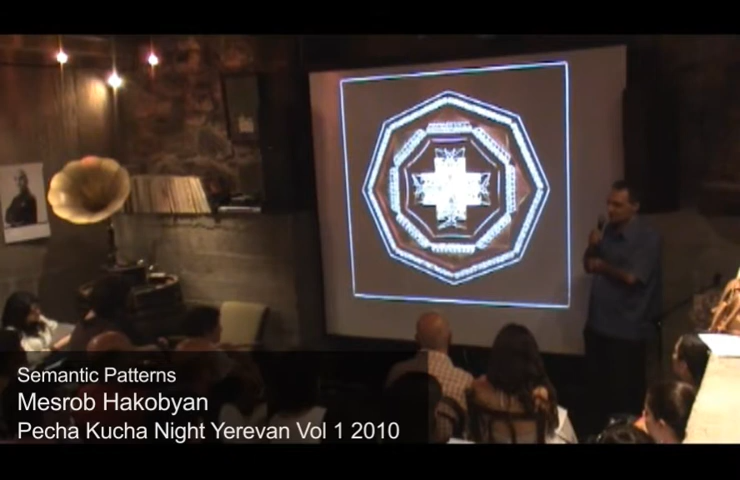 Semantic Patterns
Mesrob Hakobyan
Pecha Kucha Night Yerevan Vol 1 2010